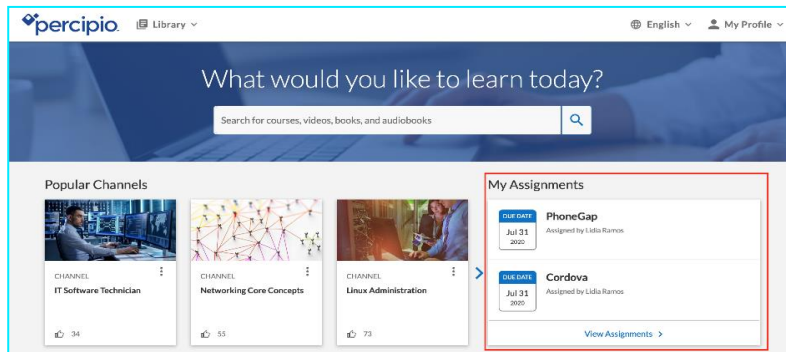 percipio.
Library
English
My Profile
What would you like to learn today?
Search for courses, videos, books, and audiobooks
Popular Channels
CHANNEL
IT Software Technician
34
CHANNEL
Networking Core Concepts
55
CHANNEL
Linux Administration
73
My Assignments
DUE DATE
Jul 31
2020
PhoneGap
Assigned by Lidia Ramos
DUE DATE
Jul 31
2020
Cordova
Assigned by Lidia Ramos
View Assignments